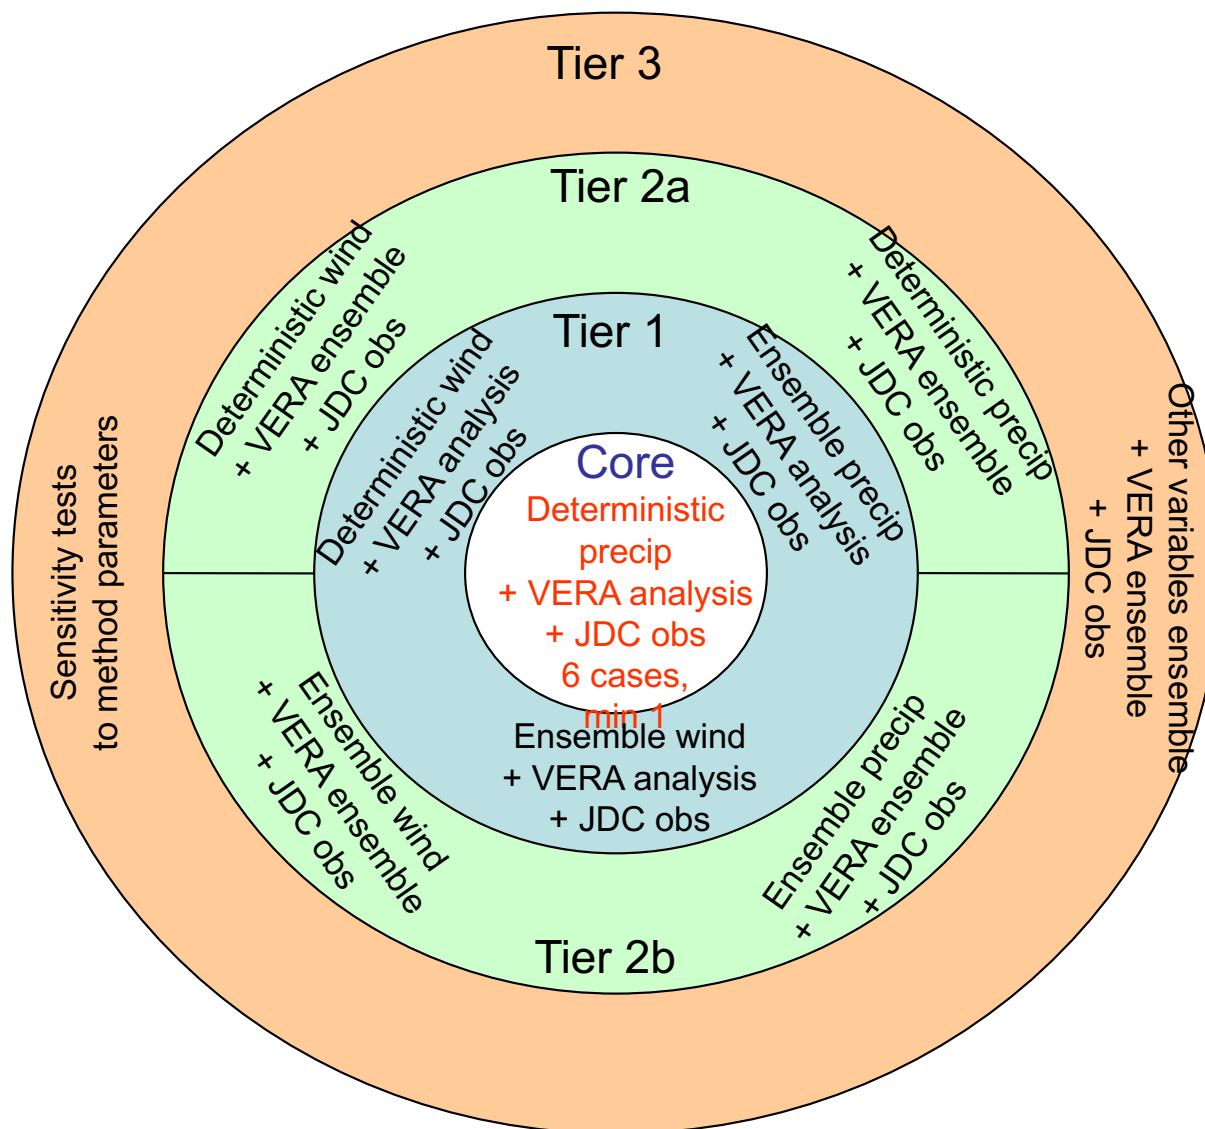 Tier 3
Tier 2a
Deterministic wind
+ VERA ensemble
+ JDC obs
Deterministic precip
+ VERA ensemble
+ JDC obs
Tier 1
Deterministic wind
+ VERA analysis
+ JDC obs
Ensemble precip
+ VERA analysis
+ JDC obs
Core
Deterministic
precip
+ VERA analysis
+ JDC obs
6 cases,
min 1
Ensemble wind
+ VERA analysis
+ JDC obs
Sensitivity tests
to method parameters
Other variables ensemble
+ VERA ensemble
+ JDC obs
Ensemble wind
+ VERA ensemble
+ JDC obs
Ensemble precip
+ VERA ensemble
+ JDC obs
Tier 2b